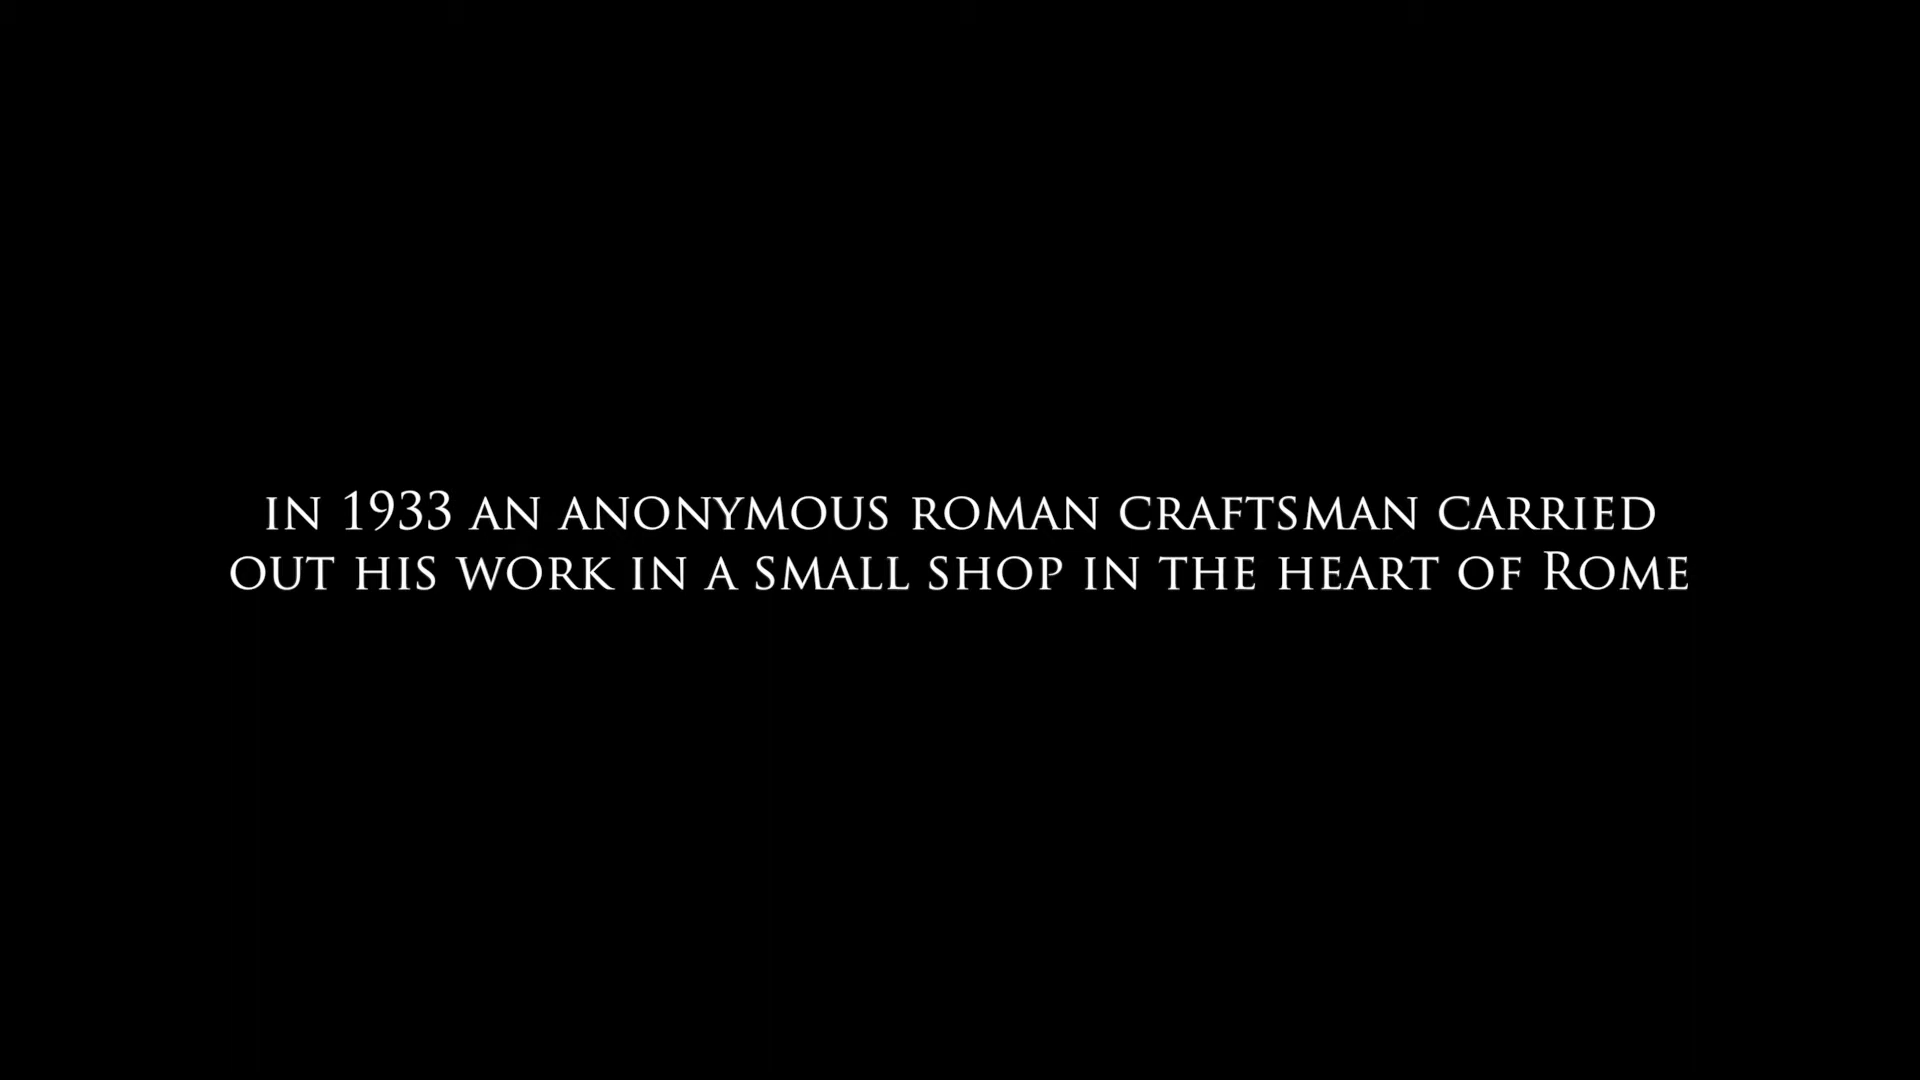 in 1933 an anonymous roman craftsman carried
out his work in a small shop in the heart of Rome